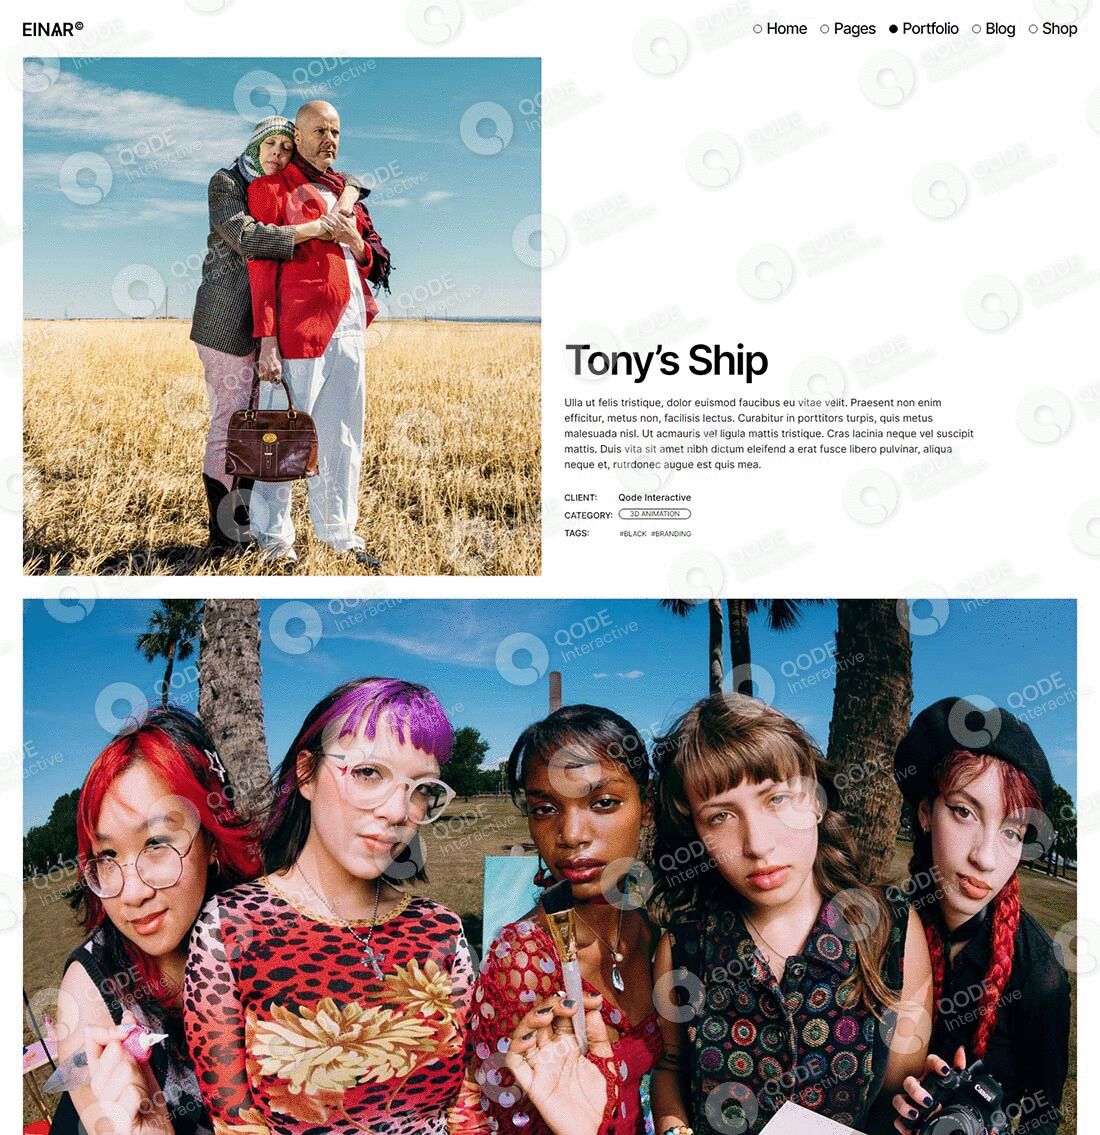 EINAR©
Home
Pages
Portfolio
Blog
Shop
Tony’s Ship
Ulla ut felis tristique, dolor euismod faucibus eu vitae velit. Praesent non enim
efficitur, metus non, facilisis lectus. Curabitur in porttitors turpis, quis metus
malesuada nisl. Ut acmauris vel ligula mattis tristique. Cras lacinia neque vel suscipit
mattis. Duis vita sit amet nibh dictum eleifend a erat fusce libero pulvinar, aliqua
neque et, rutrdonec augue est quis mea.
CLIENT: Qode Interactive
CATEGORY: 3D ANIMATION
TAGS: #BLACK #BRANDING
QODE
Interactive
Canon